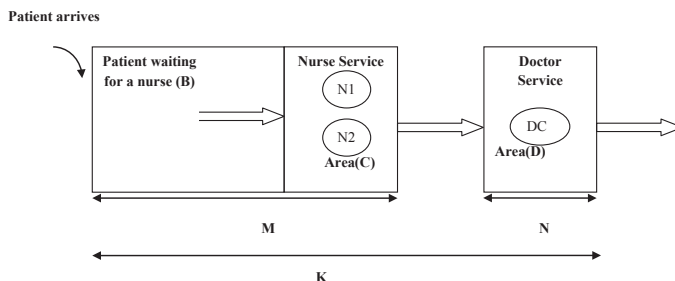 Patient arrives
Patient waiting
for a nurse (B)
Nurse Service
N1
N2
Area(C)
Doctor
Service
DC
Area(D)
M
N
K